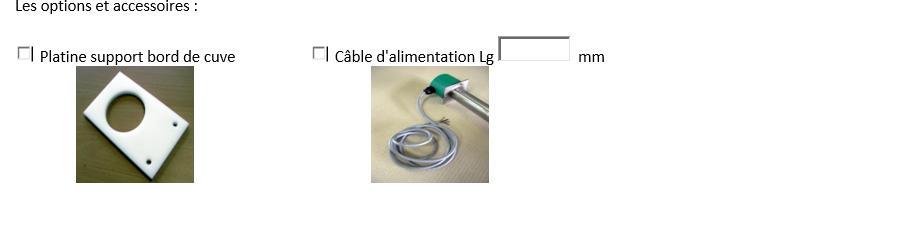 Les options et accessoires :
Platine support bord de cuve
Câble d'alimentation Lg mm